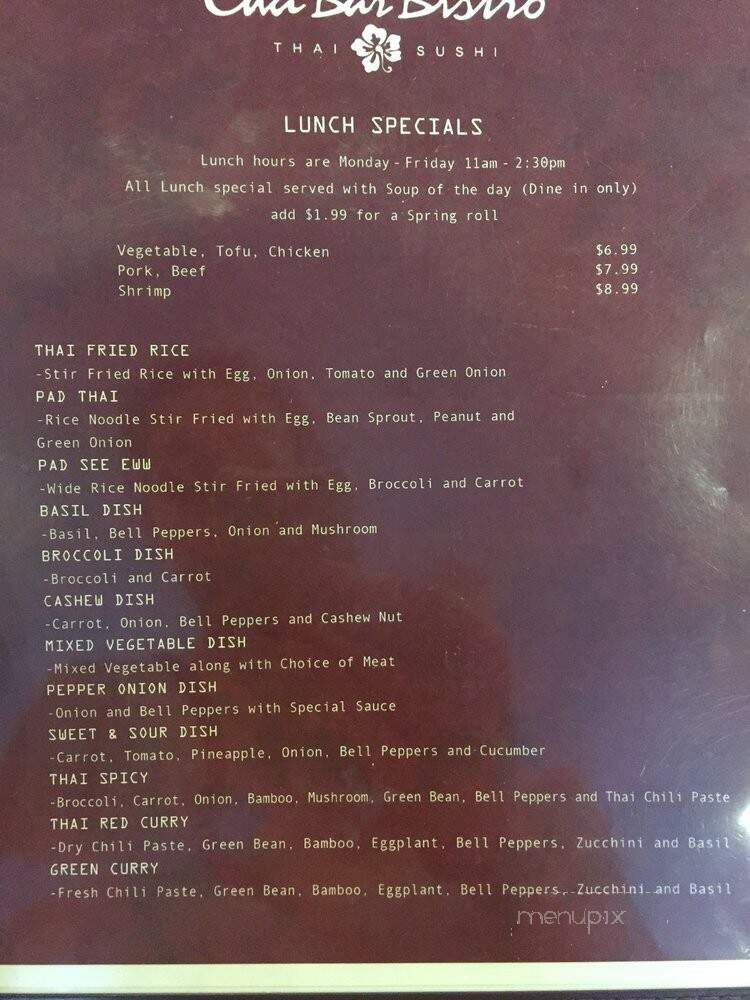 Bar Bistro
THAI SUSHI
LUNCH SPECIALS
Lunch hours are Monday - Friday 11am - 2:30pm
All Lunch special served with Soup of the day (Dine in only)
add $1.99 for a Spring roll
Vegetable, Tofu, Chicken $6.99
Pork, Beef $7.99
Shrimp $8.99
THAI FRIED RICE
-Stir Fried Rice with Egg, Onion, Tomato and Green Onion
PAD THAI
-Rice Noodle Stir Fried with Egg, Bean Sprout, Peanut and
Green Onion
PAD SEE EWW
-Wide Rice Noodle Stir Fried with Egg, Broccoli and Carrot
BASIL DISH
-Basil, Bell Peppers, Onion and Mushroom
BROCCOLI DISH
-Broccoli and Carrot
CASHEW DISH
-Carrot, Onion, Bell Peppers and Cashew Nut
MIXED VEGETABLE DISH
-Mixed Vegetable along with Choice of Meat
PEPPER ONION DISH
-Onion and Bell Peppers with Special Sauce
SWEET & SOUR DISH
-Carrot, Tomato, Pineapple, Onion, Bell Peppers and Cucumber
THAI SPICY
-Broccoli, Carrot, Onion, Bamboo, Mushroom, Green Bean, Bell Peppers and Thai Chili Paste
THAI RED CURRY
-Dry Chili Paste, Green Bean, Bamboo, Eggplant, Bell Peppers, Zucchini and Basil
GREEN CURRY
-Fresh Chili Paste, Green Bean, Bamboo, Eggplant, Bell Peppers, Zucchini and Basil
menupix